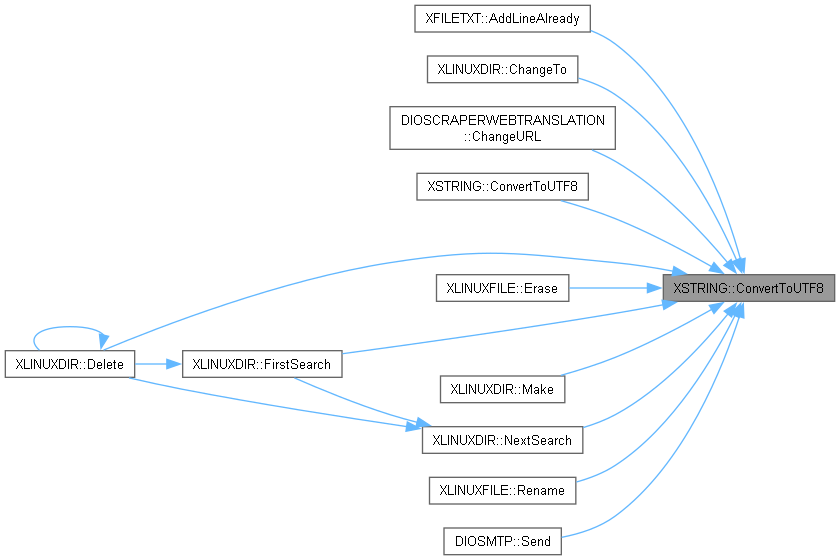 XFILETXT::AddLineAlready
XLINUXDIR::ChangeTo
DIOSCRAPERWEBTRANSLATION
::ChangeURL
XSTRING::ConvertToUTF8
XSTRING::ConvertToUTF8
XLINUXFILE::Erase
XLINUXDIR::Delete
XLINUXDIR::FirstSearch
XLINUXDIR::Make
XLINUXDIR::NextSearch
XLINUXFILE::Rename
DIOSMTP::Send